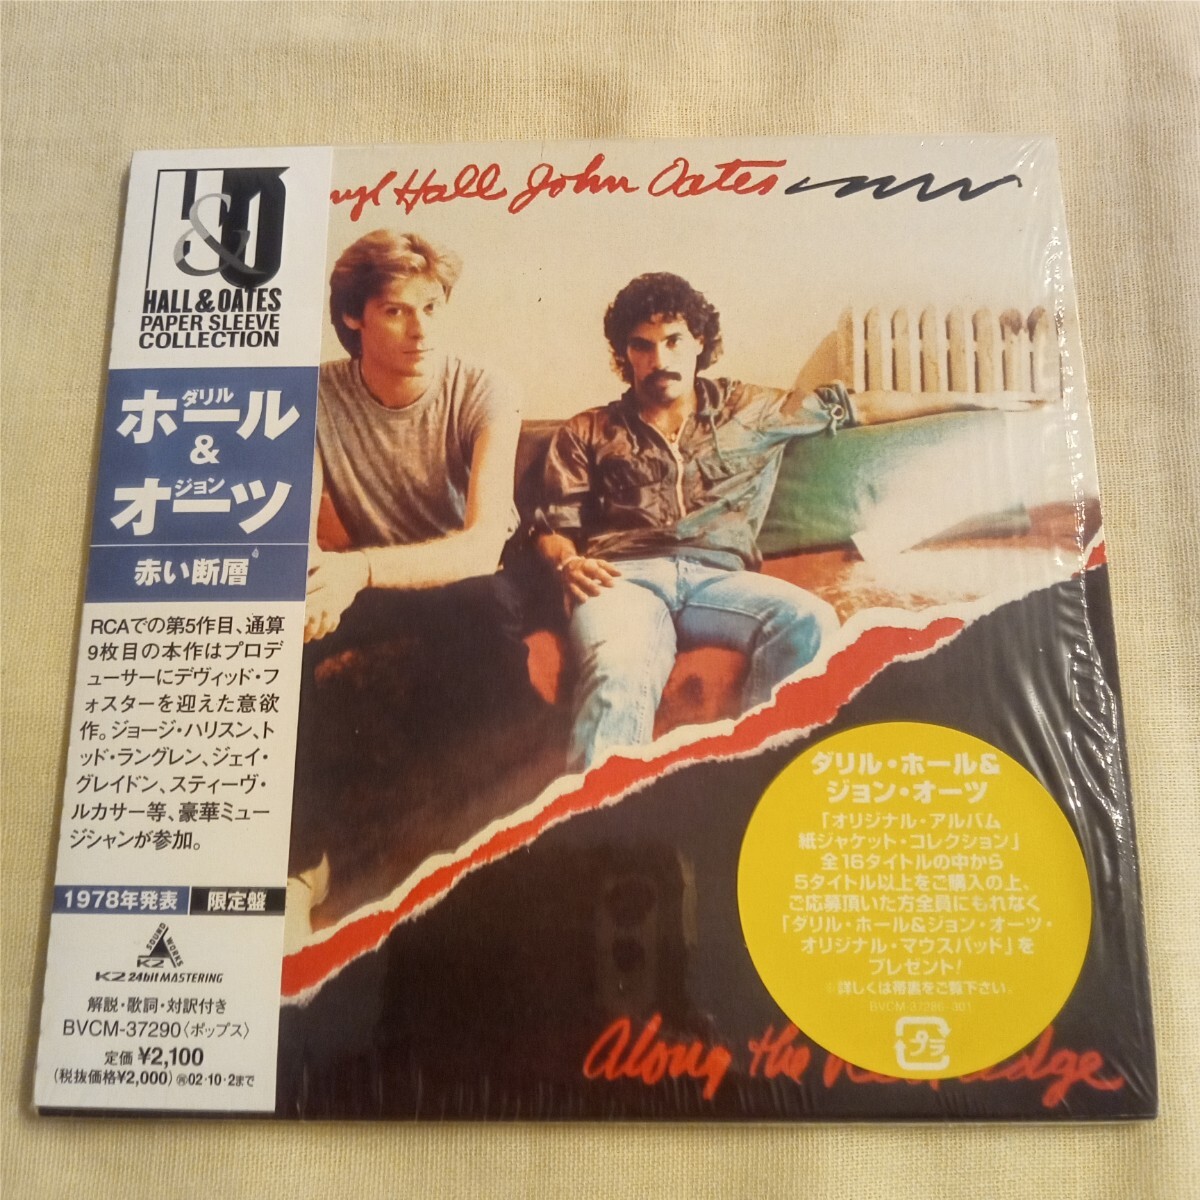 H&O
HALL & OATES
PAPER SLEEVE
COLLECTION
ダリル
ホール
&
ジョン
オーツ
赤い断層
RCAでの第5作目、通算
9枚目の本作はプロデ
ューサーにデヴィッド・フ
ォスターを迎えた意欲
作。ジョージ・ハリスン、ト
ッド・ラングレン、ジェイ・
グレイドン、スティーヴ・
ルカサー等、豪華ミュー
ジシャンが参加。
1978年発表 限定盤
SOUND WORKS
K2
K2 24bit MASTERING
解説・歌詞・対訳付き
BVCM-37290〈ポップス〉
定価 ¥2,100
(税抜価格¥2,000) 02・10・2まで
ryl Hall John Oates
ダリル・ホール&
ジョン・オーツ
「オリジナル・アルバム
紙ジャケット・コレクション」
全16タイトルの中から
5タイトル以上をご購入の上、
ご応募頂いた方全員にもれなく
「ダリル・ホール&ジョン・オーツ・
オリジナル・マウスパッド」を
プレゼント!
詳しくは帯裏をご覧下さい。
BVCM-37286-301
プラ
Along the